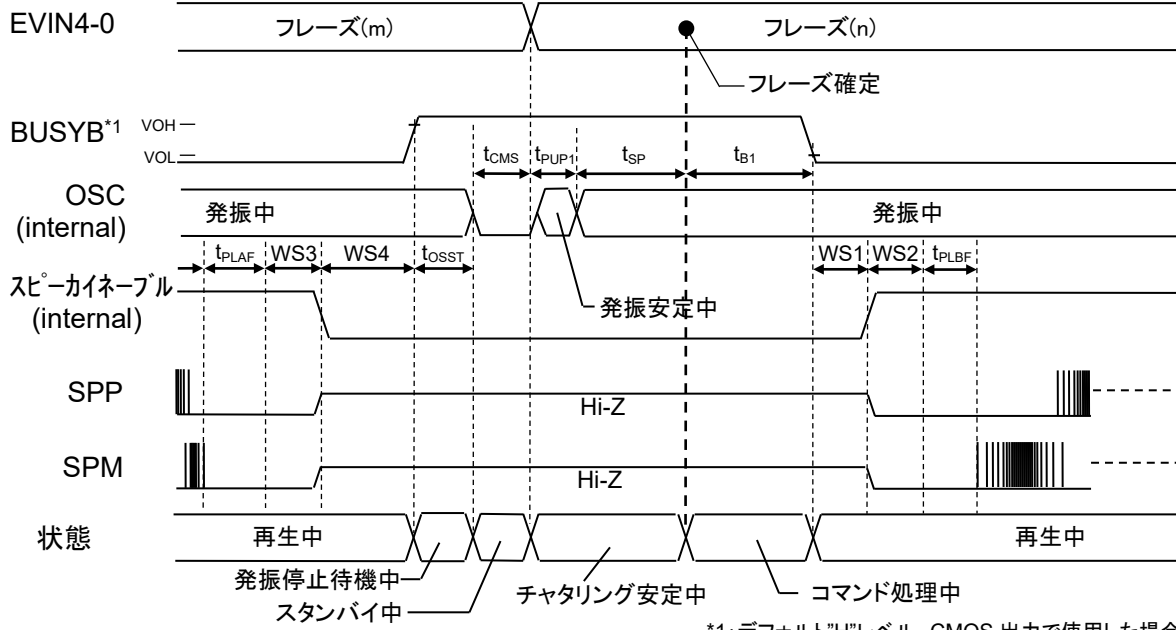 EVIN4-0
フレーズ(m)
フレーズ(n)
フレーズ確定
BUSYB*1
VOH
VOL
tCMS
tPUP1
tSP
tB1
OSC
(internal)
発振中
発振中
tPLAF
WS3
WS4
tOSST
WS1
WS2
tPLBF
スピーカイネーブル
(internal)
発振安定中
SPP
Hi-Z
SPM
Hi-Z
状態
再生中
再生中
発振停止待機中
スタンバイ中
チャタリング安定中
コマンド処理中